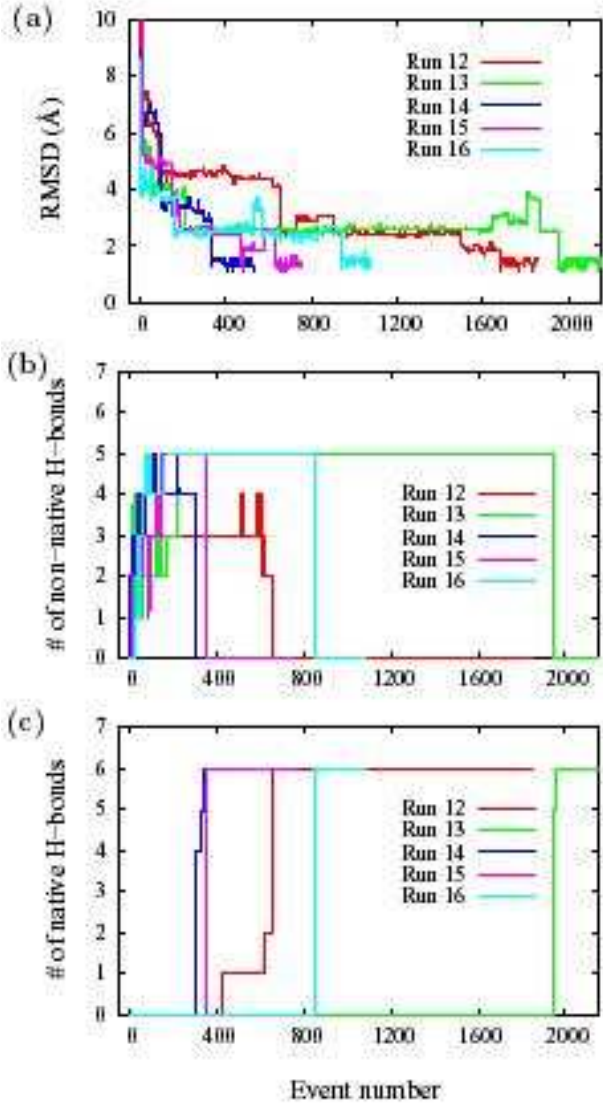 (a)
RMSD (Å)
10
8
6
4
2
0
Run 12
Run 13
Run 14
Run 15
Run 16
0 400 800 1200 1600 2000
(b)
# of non-native H-bonds
7
6
5
4
3
2
1
0
Run 12
Run 13
Run 14
Run 15
Run 16
0 400 800 1200 1600 2000
(c)
# of native H-bonds
7
6
5
4
3
2
1
0
Run 12
Run 13
Run 14
Run 15
Run 16
0 400 800 1200 1600 2000
Event number